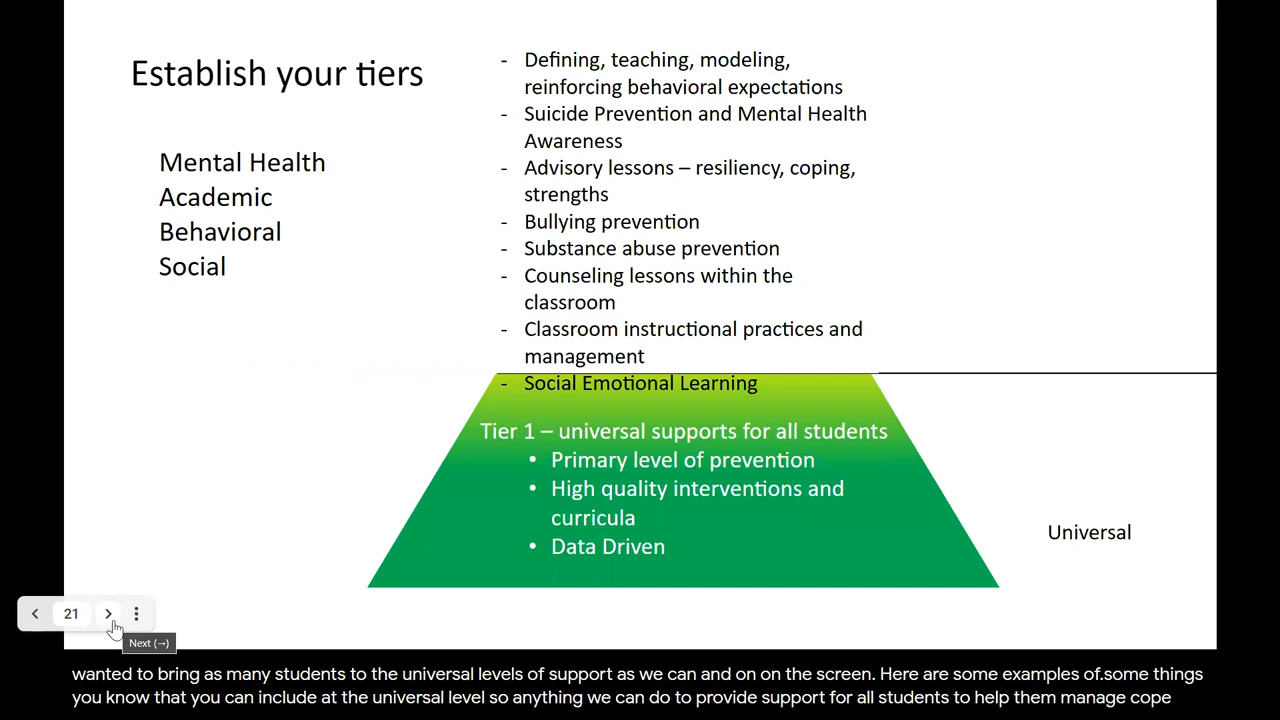 Establish your tiers
Mental Health
Academic
Behavioral
Social
- Defining, teaching, modeling,
reinforcing behavioral expectations
- Suicide Prevention and Mental Health
Awareness
- Advisory lessons – resiliency, coping,
strengths
- Bullying prevention
- Substance abuse prevention
- Counseling lessons within the
classroom
- Classroom instructional practices and
management
- Social Emotional Learning
Tier 1 – universal supports for all students
• Primary level of prevention
• High quality interventions and
curricula
• Data Driven
Universal
21
Next (→)
wanted to bring as many students to the universal levels of support as we can and on on the screen. Here are some examples of.some things
you know that you can include at the universal level so anything we can do to provide support for all students to help them manage cope